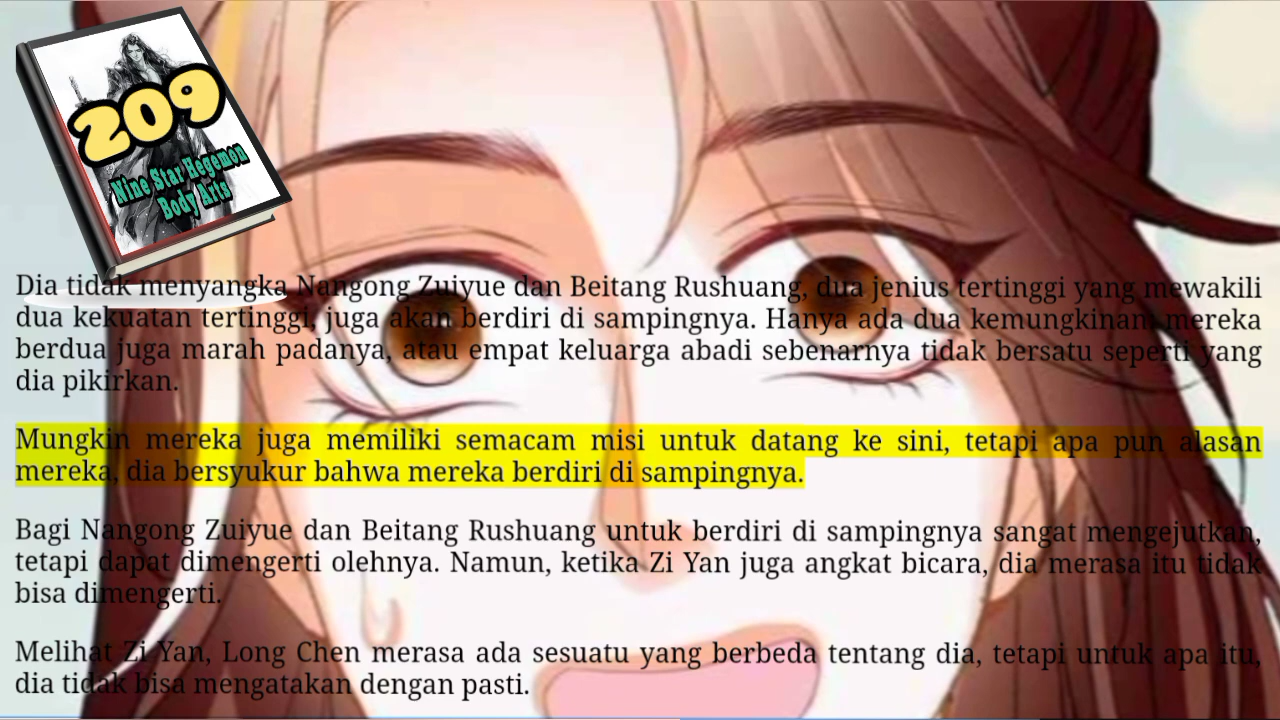 209
Nine Star Hegemon
Body Arts
Dia tidak menyangka Nangong Zuiyue dan Beitang Rushuang, dua jenius tertinggi yang mewakili
dua kekuatan tertinggi, juga akan berdiri di sampingnya. Hanya ada dua kemungkinan: mereka
berdua juga marah padanya, atau empat keluarga abadi sebenarnya tidak bersatu seperti yang
dia pikirkan.
Mungkin mereka juga memiliki semacam misi untuk datang ke sini, tetapi apa pun alasan
mereka, dia bersyukur bahwa mereka berdiri di sampingnya.
Bagi Nangong Zuiyue dan Beitang Rushuang untuk berdiri di sampingnya sangat mengejutkan,
tetapi dapat dimengerti olehnya. Namun, ketika Zi Yan juga angkat bicara, dia merasa itu tidak
bisa dimengerti.
Melihat Zi Yan, Long Chen merasa ada sesuatu yang berbeda tentang dia, tetapi untuk apa itu,
dia tidak bisa mengatakan dengan pasti.